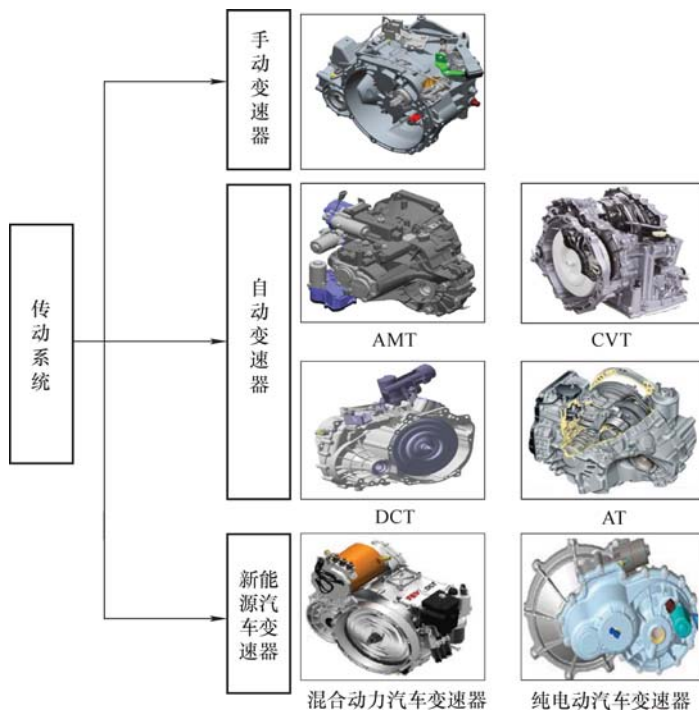 传动系统
手动变速器
自动变速器
AMT
CVT
DCT
AT
新能
源汽
车变
速器
混合动力汽车变速器
纯电动汽车变速器